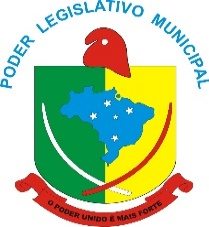 PODER LEGISLATIVO MUNICIPAL
O PODER UNIDO É MAIS FORTE